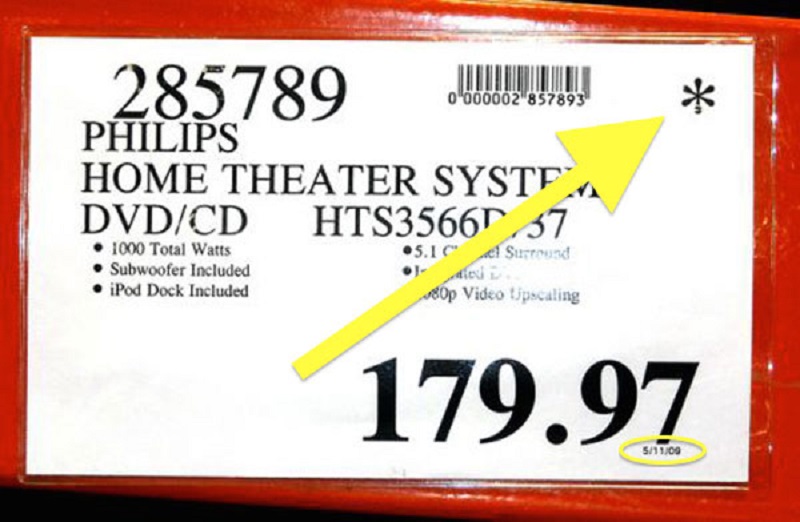 285789
0 000002 857893
*
3
PHILIPS
HOME THEATER SYSTEM
DVD/CD HTS3566D/37
• 1000 Total Watts
• Subwoofer Included
• iPod Dock Included
• 5.1 Channel Surround
1080p Video Upscaling
179.97
5/11/09